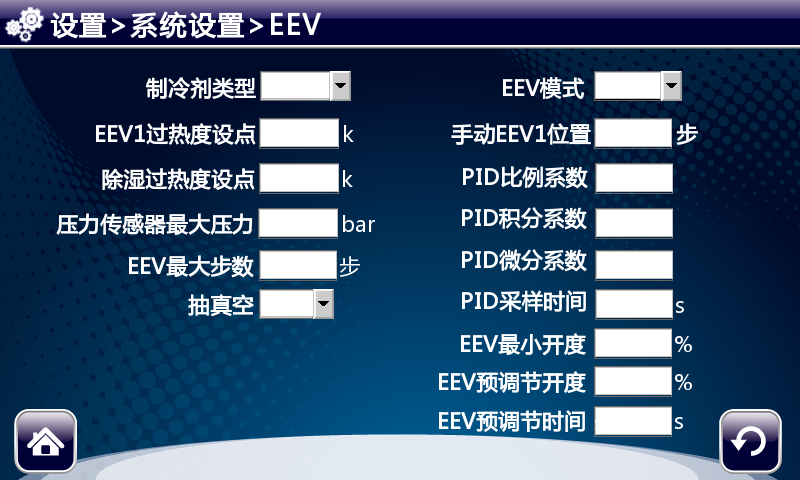 设置>系统设置>EEV
制冷剂类型
EEV1过热度设点 k
除湿过热度设点 k
压力传感器最大压力 bar
EEV最大步数 步
抽真空
EEV模式
手动EEV1位置 步
PID比例系数
PID积分系数
PID微分系数
PID采样时间 s
EEV最小开度 %
EEV预调节开度 %
EEV预调节时间 s